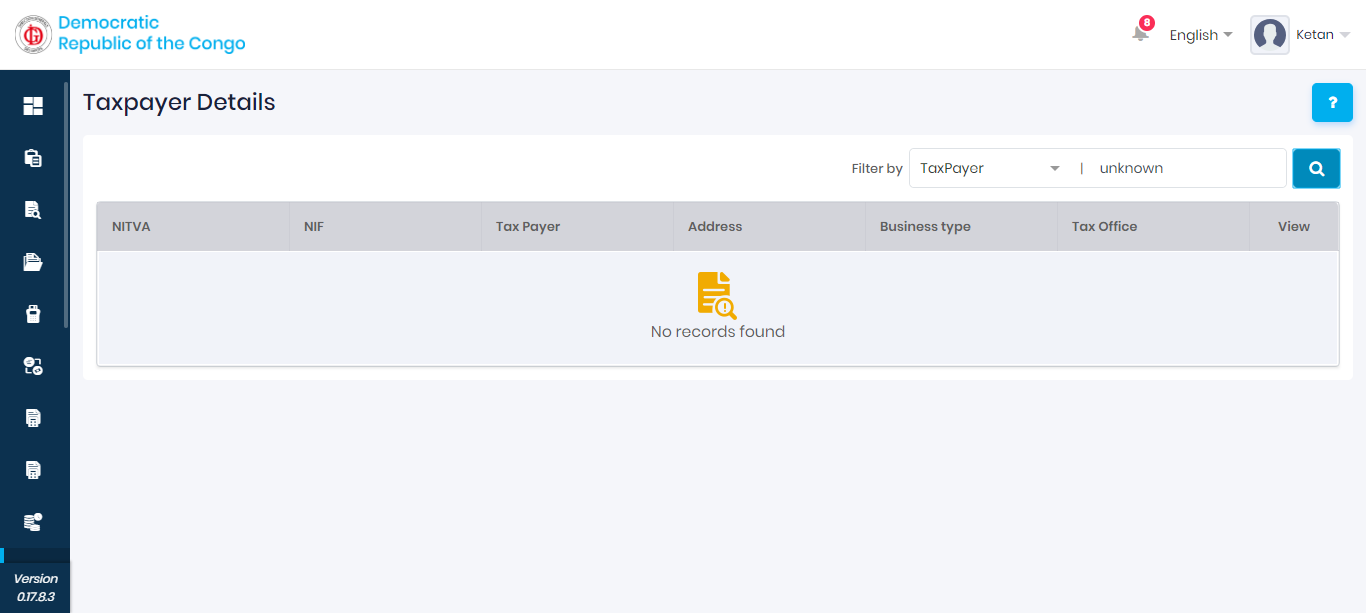 Democratic
Republic of the Congo
8
English
Ketan
Taxpayer Details
?
Filter by
TaxPayer
|
unknown
NITVA
NIF
Tax Payer
Address
Business type
Tax Office
View
No records found
Version
0.17.8.3